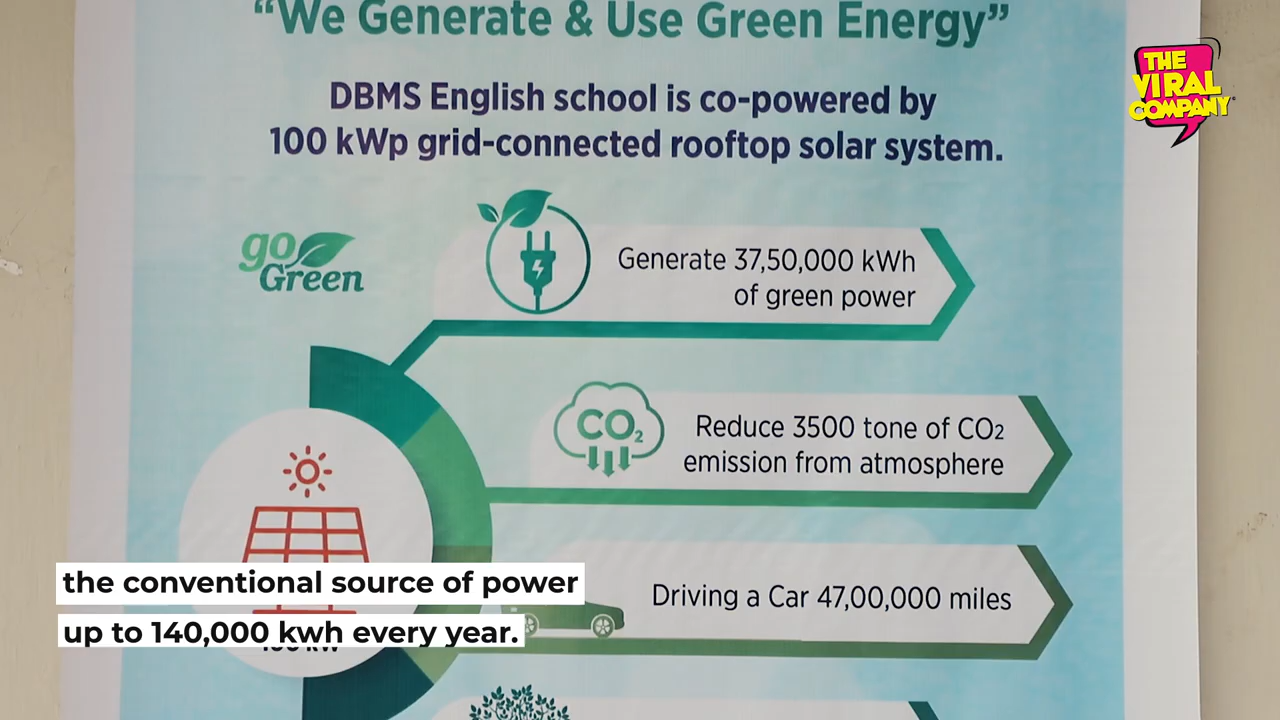 “We Generate & Use Green Energy”
DBMS English school is co-powered by
100 kWp grid-connected rooftop solar system.
THE
VIRAL
COMPANY
go
Green
Generate 37,50,000 kWh
of green power
CO2
Reduce 3500 tone of CO2
emission from atmosphere
Driving a Car 47,00,000 miles
the conventional source of power
up to 140,000 kwh every year.